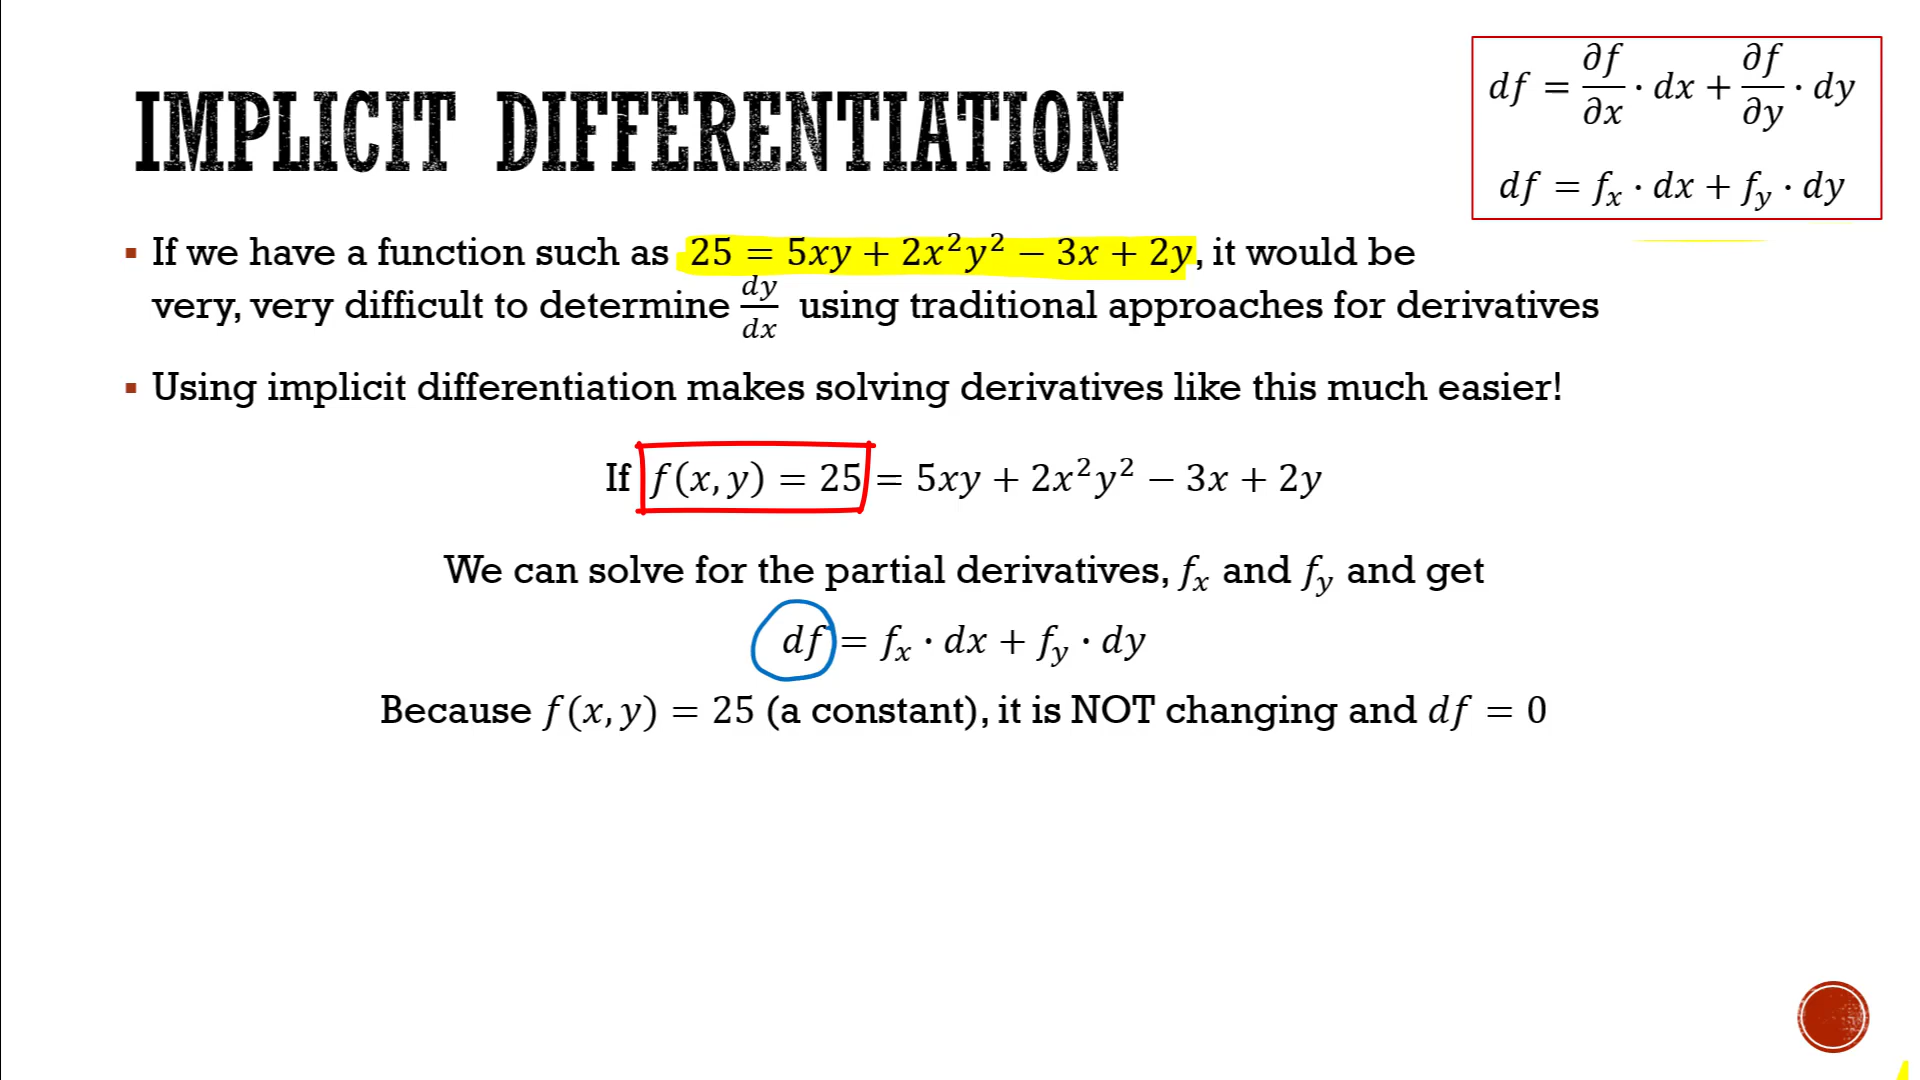 IMPLICIT DIFFERENTIATION
df = ∂f/∂x · dx + ∂f/∂y · dy
df = fₓ · dx + f_y · dy
▪ If we have a function such as 25 = 5xy + 2x²y² − 3x + 2y, it would be
very, very difficult to determine dy/dx using traditional approaches for derivatives
▪ Using implicit differentiation makes solving derivatives like this much easier!
If f(x, y) = 25 = 5xy + 2x²y² − 3x + 2y
We can solve for the partial derivatives, fₓ and f_y and get
df = fₓ · dx + f_y · dy
Because f(x, y) = 25 (a constant), it is NOT changing and df = 0